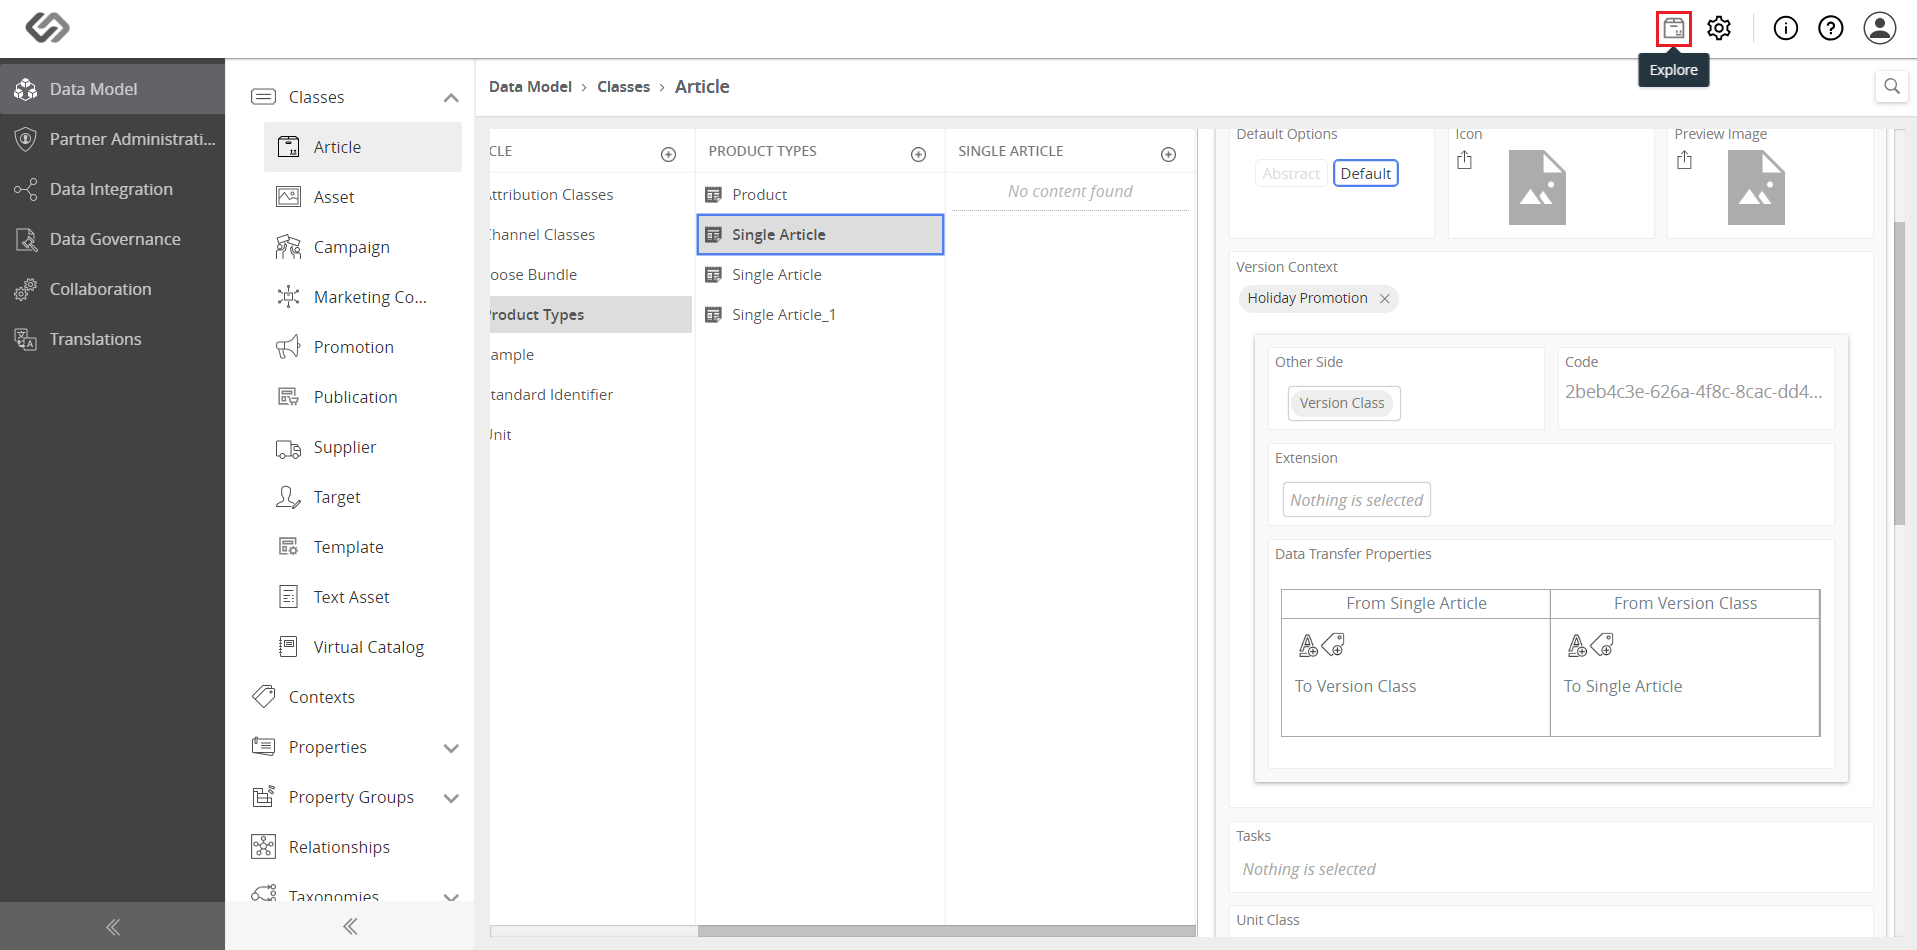 Explore
Data Model
Partner Administrati...
Data Integration
Data Governance
Collaboration
Translations
Classes
Article
Asset
Campaign
Marketing Co...
Promotion
Publication
Supplier
Target
Template
Text Asset
Virtual Catalog
Contexts
Properties
Property Groups
Relationships
Taxonomies
Data Model > Classes > Article
CLE
ttribution Classes
hannel Classes
oose Bundle
roduct Types
ample
tandard Identifier
Unit
PRODUCT TYPES
Product
Single Article
Single Article
Single Article_1
SINGLE ARTICLE
No content found
Default Options
Abstract Default
Icon
Preview Image
Version Context
Holiday Promotion
Other Side
Version Class
Code
2beb4c3e-626a-4f8c-8cac-dd4...
Extension
Nothing is selected
Data Transfer Properties
From Single Article From Version Class
To Version Class To Single Article
Tasks
Nothing is selected
Unit Class